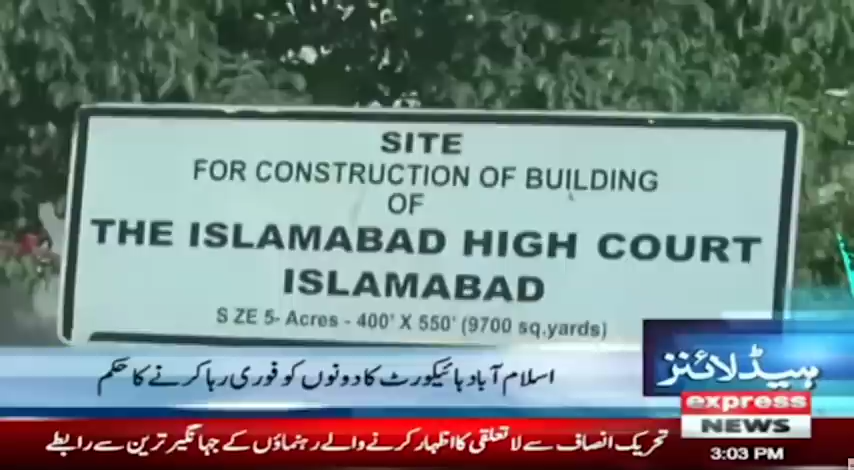 SITE
FOR CONSTRUCTION OF BUILDING
OF
THE ISLAMABAD HIGH COURT
ISLAMABAD
S ZE 5- Acres - 400' X 550' (9700 sq.yards)
ہیڈلائنز
اسلام آباد ہائیکورٹ کا دونوں کو فوری رہا کرنے کا حکم
express
NEWS
3:03 PM
تحریک انصاف سے لاتعلقی کا اظہار کرنے والے رہنماؤں کے جہانگیر ترین سے رابطے